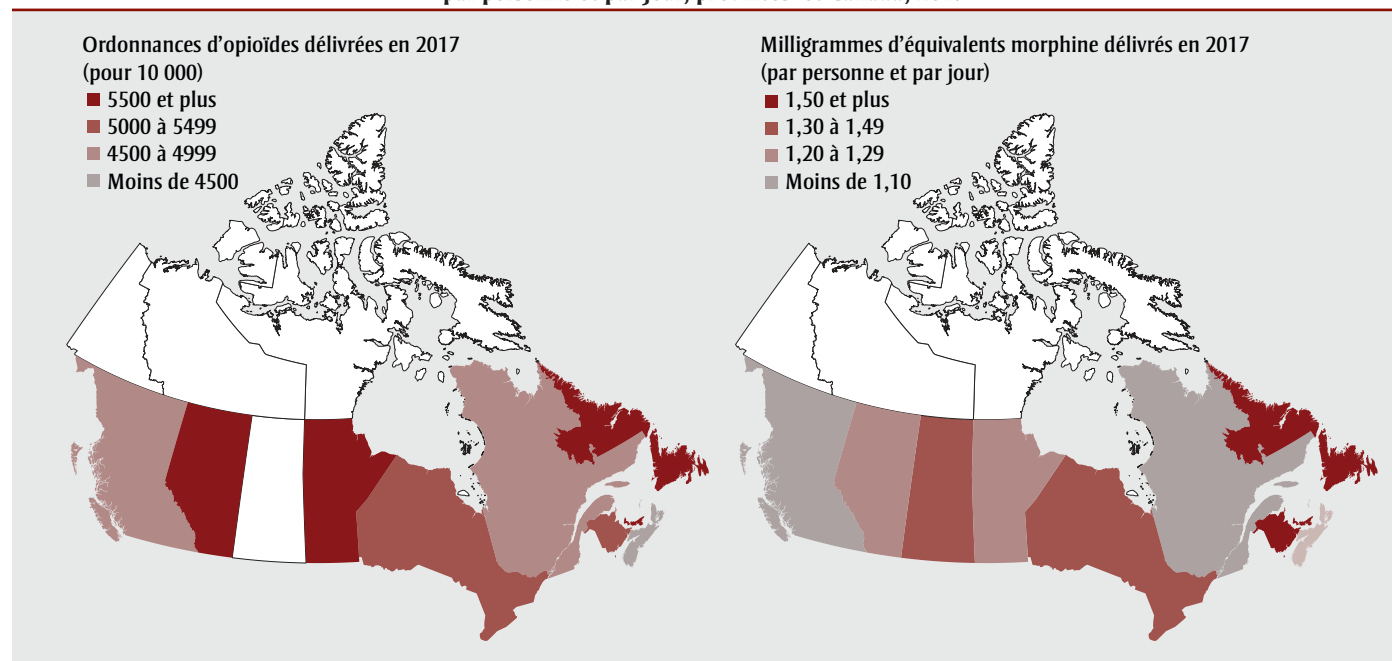 Ordonnances d'opioïdes délivrées en 2017
(pour 10 000)
5500 et plus
5000 à 5499
4500 à 4999
Moins de 4500
Milligrammes d'équivalents morphine délivrés en 2017
(par personne et par jour)
1,50 et plus
1,30 à 1,49
1,20 à 1,29
Moins de 1,10